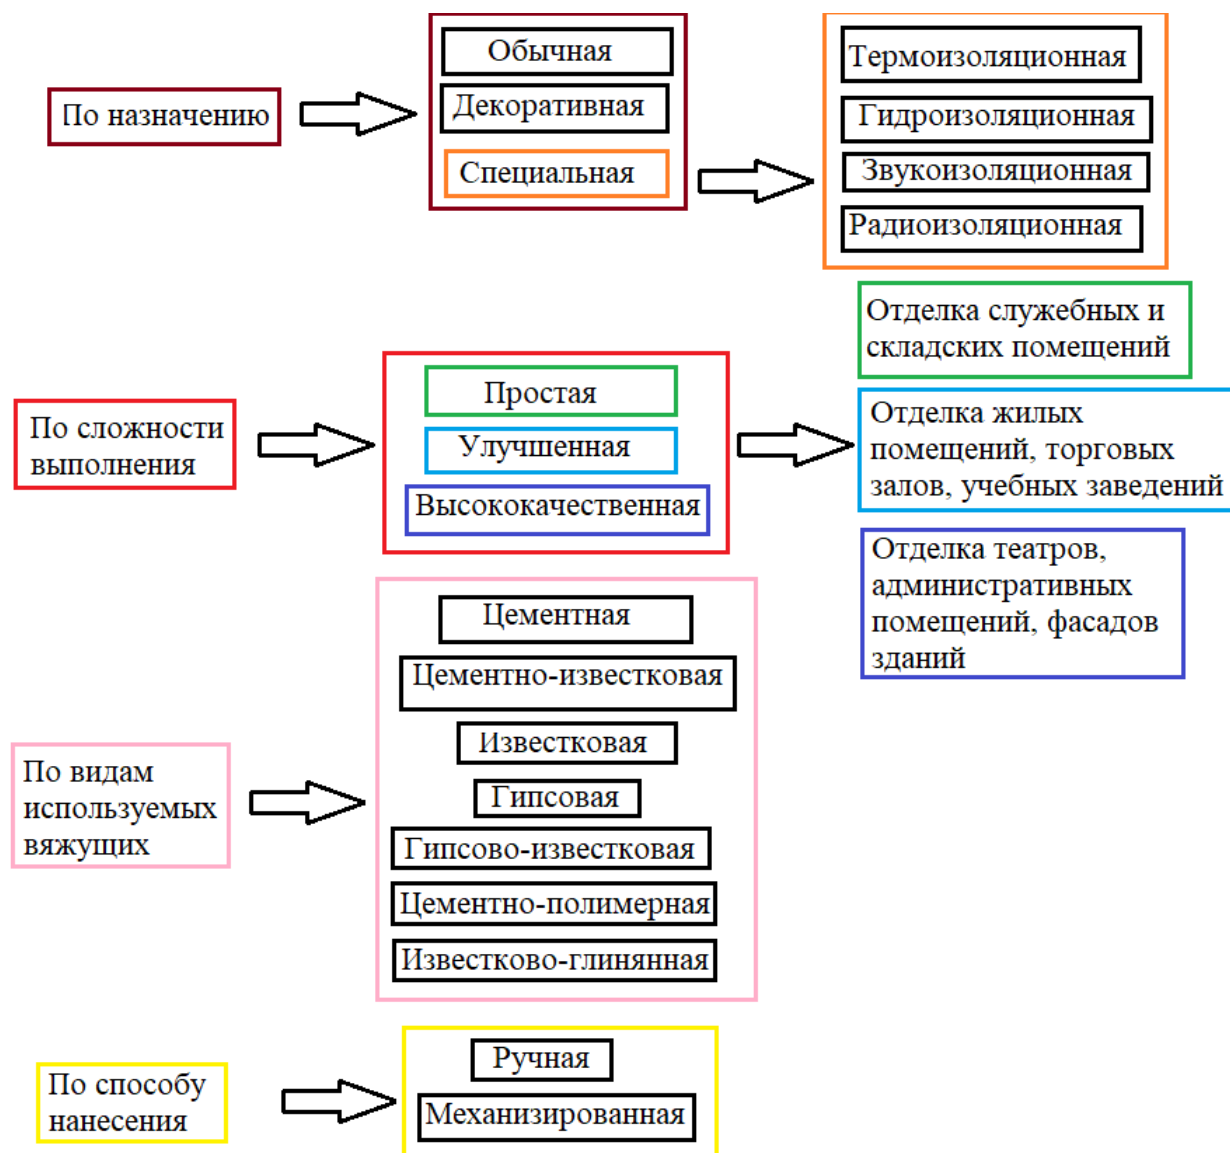 По назначению
Обычная
Декоративная
Специальная
Термоизоляционная
Гидроизоляционная
Звукоизоляционная
Радиоизоляционная
По сложности
выполнения
Простая
Улучшенная
Высококачественная
Отделка служебных и
складских помещений
Отделка жилых
помещений, торговых
залов, учебных заведений
Отделка театров,
административных
помещений, фасадов
зданий
По видам
используемых
вяжущих
Цементная
Цементно-известковая
Известковая
Гипсовая
Гипсово-известковая
Цементно-полимерная
Известково-глинянная
По способу
нанесения
Ручная
Механизированная